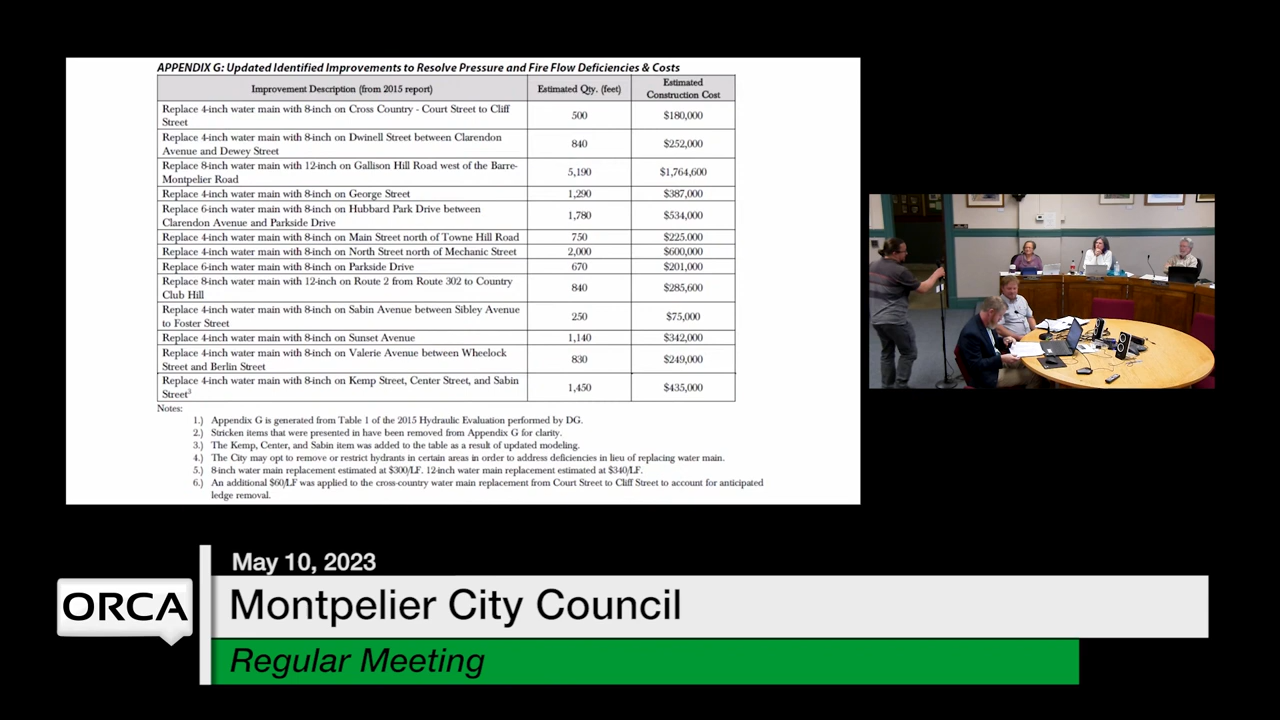 APPENDIX G: Updated Identified Improvements to Resolve Pressure and Fire Flow Deficiencies & Costs
Improvement Description (from 2015 report) Estimated Qty. (feet) Estimated Construction Cost
Replace 4-inch water main with 8-inch on Cross Country - Court Street to Cliff
Street 500 $180,000
Replace 4-inch water main with 8-inch on Dwinell Street between Clarendon
Avenue and Dewey Street 840 $252,000
Replace 8-inch water main with 12-inch on Gallison Hill Road west of the Barre-
Montpelier Road 5,190 $1,764,600
Replace 4-inch water main with 8-inch on George Street 1,290 $387,000
Replace 6-inch water main with 8-inch on Hubbard Park Drive between
Clarendon Avenue and Parkside Drive 1,780 $534,000
Replace 4-inch water main with 8-inch on Main Street north of Towne Hill Road 750 $225,000
Replace 4-inch water main with 8-inch on North Street north of Mechanic Street 2,000 $600,000
Replace 6-inch water main with 8-inch on Parkside Drive 670 $201,000
Replace 8-inch water main with 12-inch on Route 2 from Route 302 to Country
Club Hill 840 $285,600
Replace 4-inch water main with 8-inch on Sabin Avenue between Sibley Avenue
to Foster Street 250 $75,000
Replace 4-inch water main with 8-inch on Sunset Avenue 1,140 $342,000
Replace 4-inch water main with 8-inch on Valerie Avenue between Wheelock
Street and Berlin Street 830 $249,000
Replace 4-inch water main with 8-inch on Kemp Street, Center Street, and Sabin
Street³ 1,450 $435,000
Notes:
1.) Appendix G is generated from Table 1 of the 2015 Hydraulic Evaluation performed by DG.
2.) Stricken items that were presented in have been removed from Appendix G for clarity.
3.) The Kemp, Center, and Sabin item was added to the table as a result of updated modeling.
4.) The City may opt to remove or restrict hydrants in certain areas in order to address deficiencies in lieu of replacing water main.
5.) 8-inch water main replacement estimated at $300/LF. 12-inch water main replacement estimated at $340/LF.
6.) An additional $60/LF was applied to the cross-country water main replacement from Court Street to Cliff Street to account for anticipated
ledge removal.
May 10, 2023
ORCA
Montpelier City Council
Regular Meeting